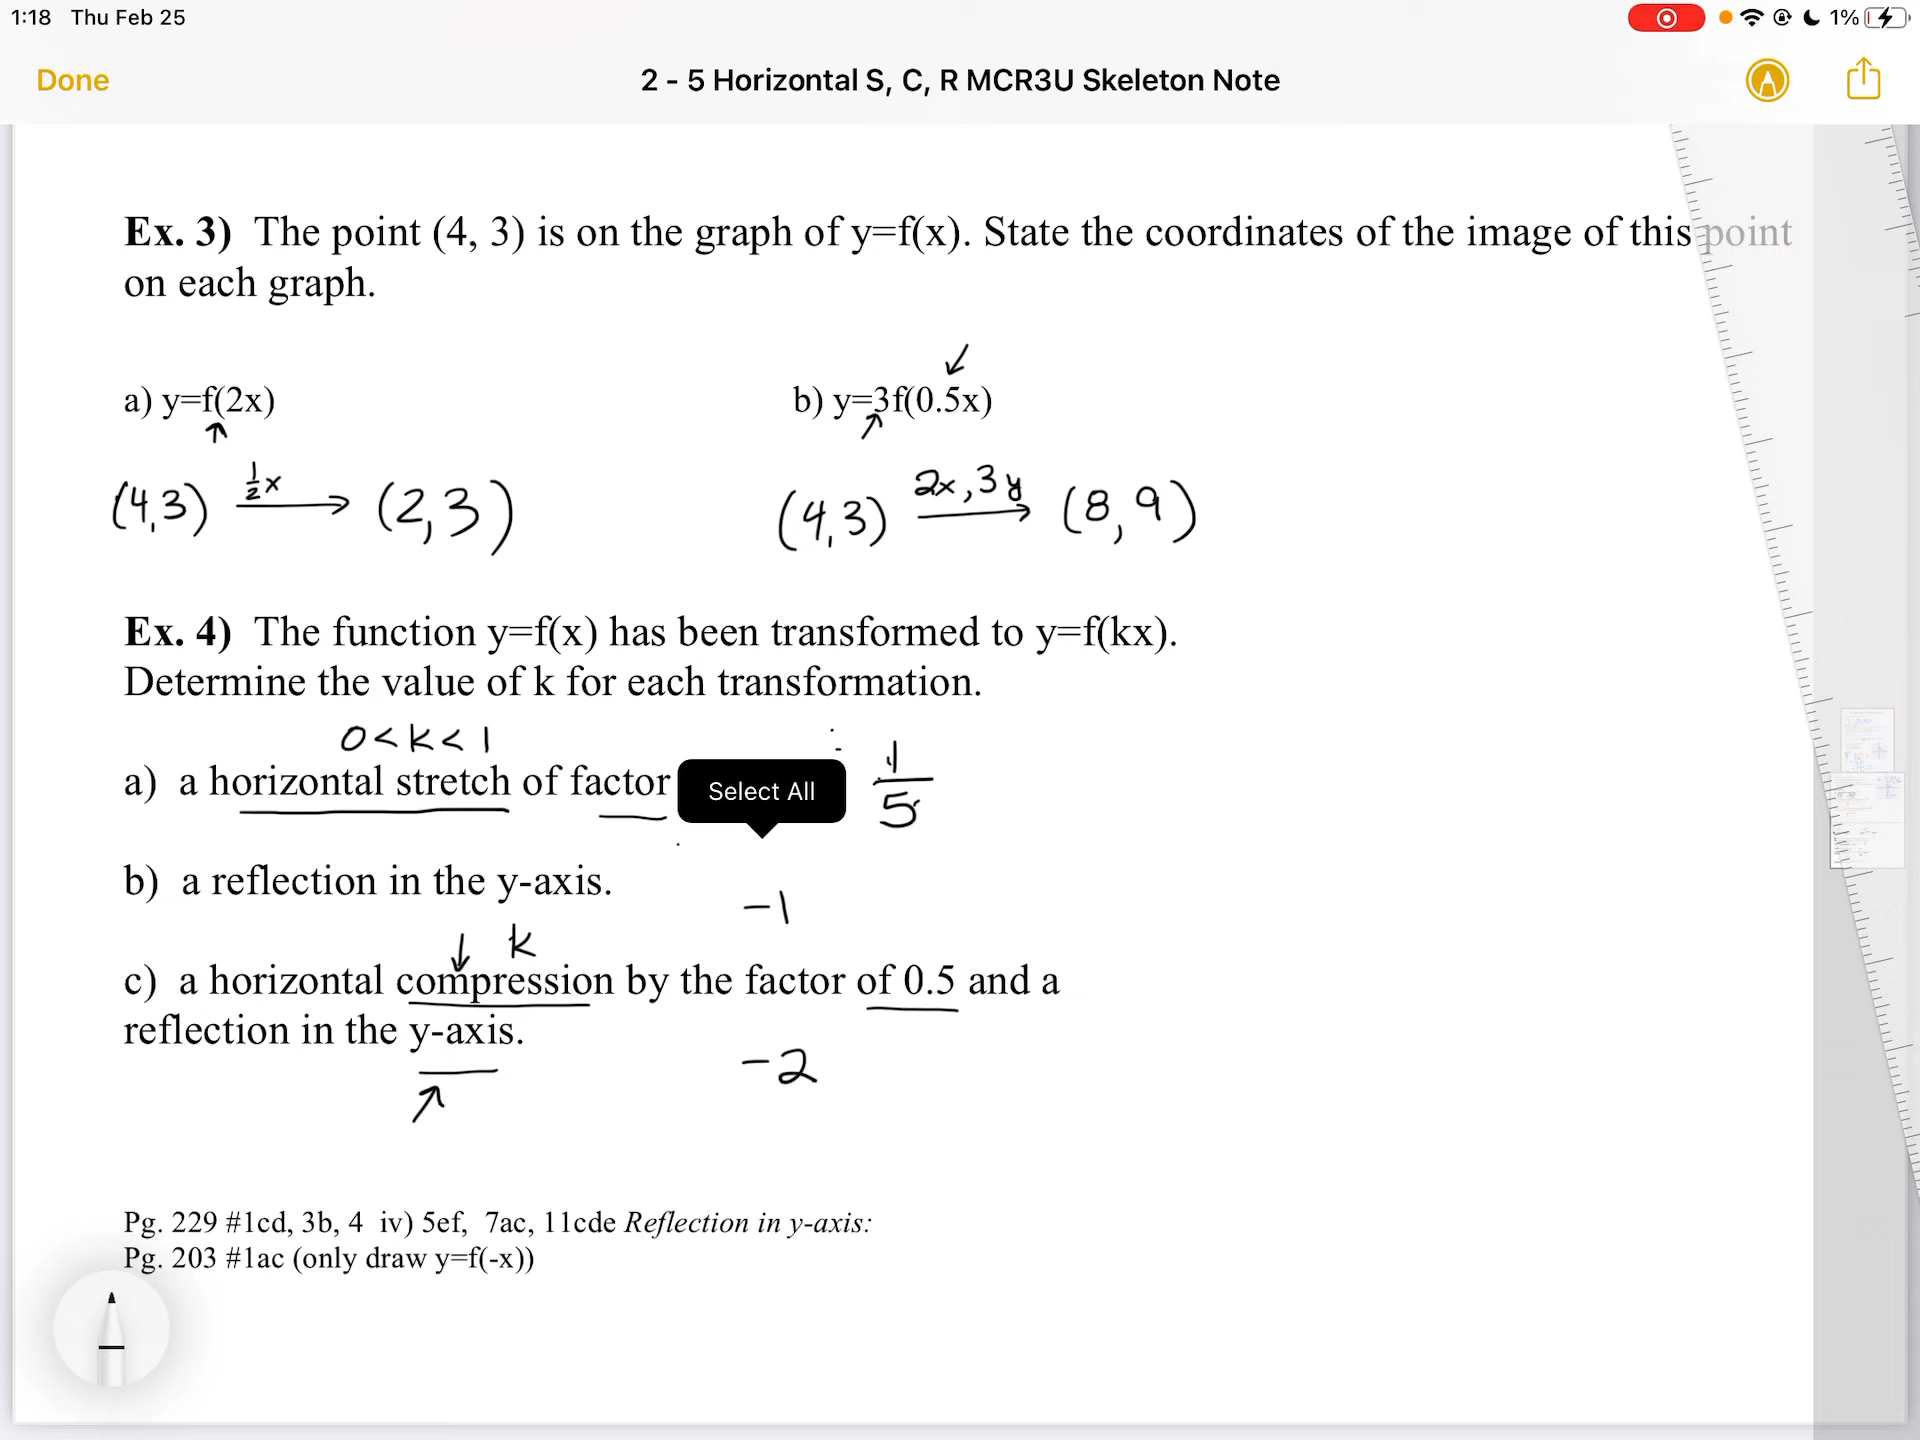 1:18 Thu Feb 25
1%
Done
2 - 5 Horizontal S, C, R MCR3U Skeleton Note
Ex. 3) The point (4, 3) is on the graph of y=f(x). State the coordinates of the image of this point
on each graph.
a) y=f(2x)
b) y=3f(0.5x)
(4,3) ½x → (2,3)
(4,3) 2x, 3y → (8,9)
Ex. 4) The function y=f(x) has been transformed to y=f(kx).
Determine the value of k for each transformation.
0<k<1
a) a horizontal stretch of factor
Select All
1/5
b) a reflection in the y-axis.
-1
↓ k
c) a horizontal compression by the factor of 0.5 and a
reflection in the y-axis.
-2
Pg. 229 #1cd, 3b, 4 iv) 5ef, 7ac, 11cde Reflection in y-axis:
Pg. 203 #1ac (only draw y=f(-x))